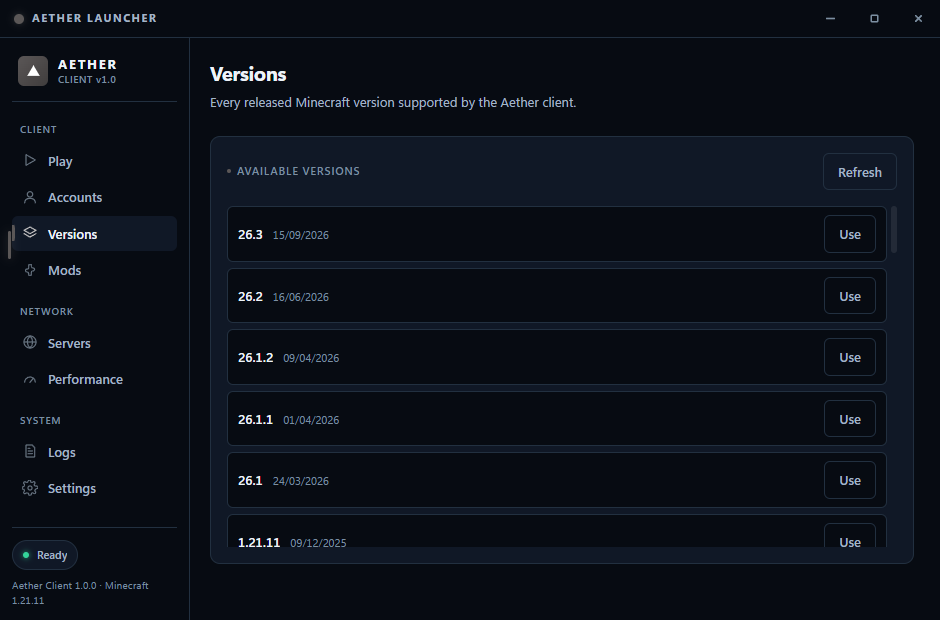 AETHER LAUNCHER
AETHER
CLIENT v1.0
CLIENT
Play
Accounts
Versions
Mods
NETWORK
Servers
Performance
SYSTEM
Logs
Settings
Ready
Aether Client 1.0.0 · Minecraft
1.21.11
Versions
Every released Minecraft version supported by the Aether client.
AVAILABLE VERSIONS
Refresh
26.3 15/09/2026 Use
26.2 16/06/2026 Use
26.1.2 09/04/2026 Use
26.1.1 01/04/2026 Use
26.1 24/03/2026 Use
1.21.11 09/12/2025 Use